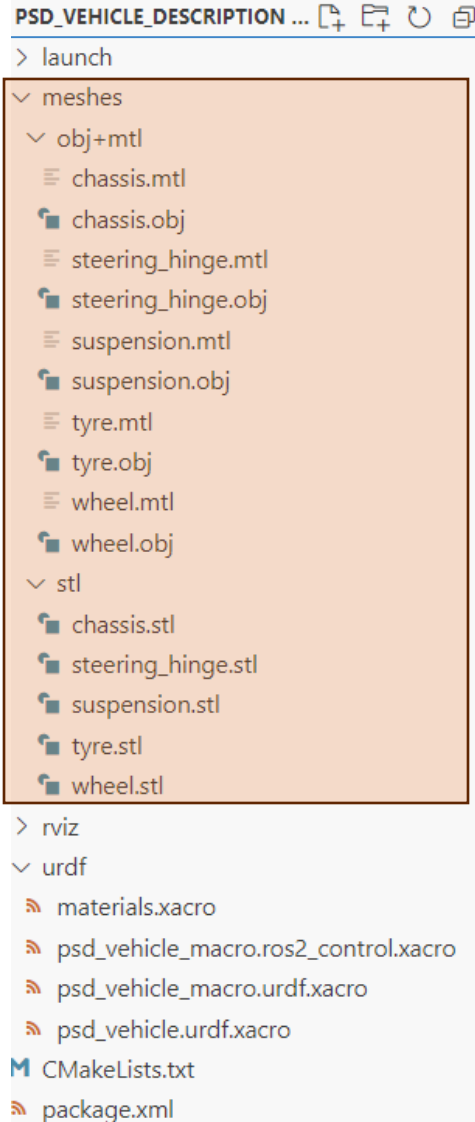 PSD_VEHICLE_DESCRIPTION ...
launch
meshes
obj+mtl
chassis.mtl
chassis.obj
steering_hinge.mtl
steering_hinge.obj
suspension.mtl
suspension.obj
tyre.mtl
tyre.obj
wheel.mtl
wheel.obj
stl
chassis.stl
steering_hinge.stl
suspension.stl
tyre.stl
wheel.stl
rviz
urdf
materials.xacro
psd_vehicle_macro.ros2_control.xacro
psd_vehicle_macro.urdf.xacro
psd_vehicle.urdf.xacro
M CMakeLists.txt
package.xml